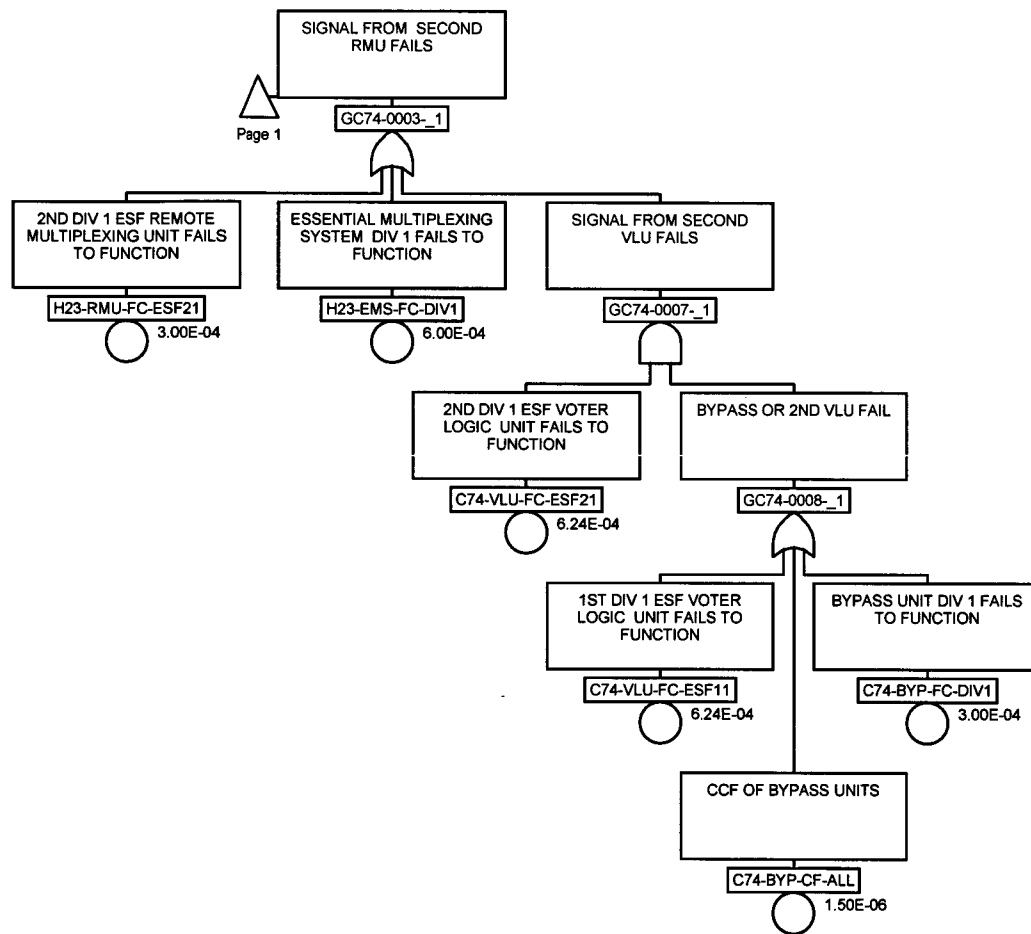 SIGNAL FROM SECOND
RMU FAILS
Page 1
GC74-0003-_1
2ND DIV 1 ESF REMOTE
MULTIPLEXING UNIT FAILS
TO FUNCTION
ESSENTIAL MULTIPLEXING
SYSTEM DIV 1 FAILS TO
FUNCTION
SIGNAL FROM SECOND
VLU FAILS
H23-RMU-FC-ESF21
3.00E-04
H23-EMS-FC-DIV1
6.00E-04
GC74-0007-_1
2ND DIV 1 ESF VOTER
LOGIC UNIT FAILS TO
FUNCTION
BYPASS OR 2ND VLU FAIL
C74-VLU-FC-ESF21
6.24E-04
GC74-0008-_1
1ST DIV 1 ESF VOTER
LOGIC UNIT FAILS TO
FUNCTION
BYPASS UNIT DIV 1 FAILS
TO FUNCTION
C74-VLU-FC-ESF11
6.24E-04
C74-BYP-FC-DIV1
3.00E-04
CCF OF BYPASS UNITS
C74-BYP-CF-ALL
1.50E-06